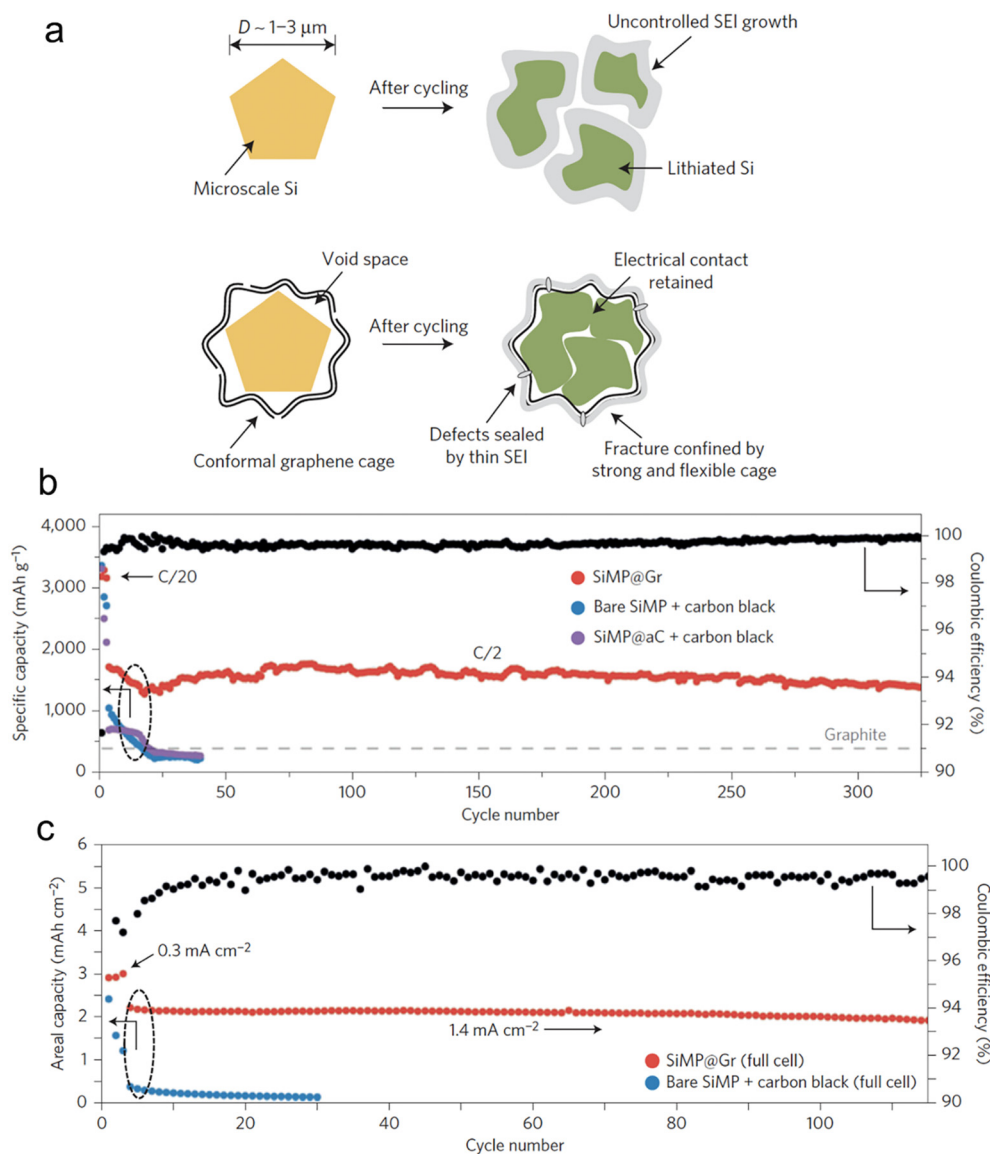 a
D ~ 1–3 μm
After cycling
Uncontrolled SEI growth
Microscale Si
Lithiated Si
Void space
After cycling
Electrical contact
retained
Conformal graphene cage
Defects sealed
by thin SEI
Fracture confined by
strong and flexible cage
b
Specific capacity (mAh g⁻¹)
4,000
3,000
2,000
1,000
0
C/20
SiMP@Gr
Bare SiMP + carbon black
SiMP@aC + carbon black
C/2
Graphite
100
98
96
94
92
90
Coulombic efficiency (%)
0
50
100
150
200
250
300
Cycle number
c
Areal capacity (mAh cm⁻²)
6
5
4
3
2
1
0
0.3 mA cm⁻²
1.4 mA cm⁻²
SiMP@Gr (full cell)
Bare SiMP + carbon black (full cell)
100
98
96
94
92
90
Coulombic efficiency (%)
0
20
40
60
80
100
Cycle number